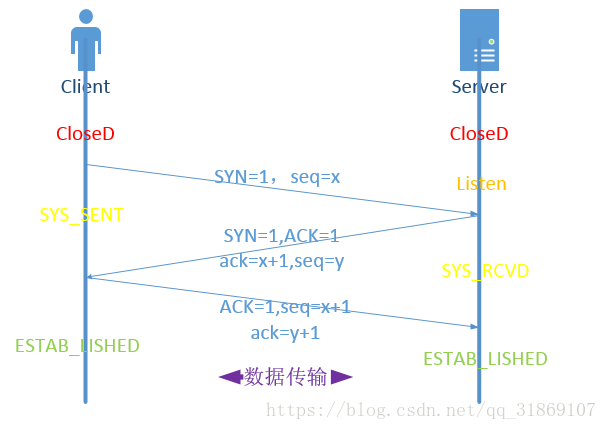 Client
Server
CloseD
CloseD
SYN=1，seq=x
Listen
SYS_SENT
SYN=1,ACK=1
ack=x+1,seq=y
SYS_RCVD
ACK=1,seq=x+1
ack=y+1
ESTAB_LISHED
ESTAB_LISHED
数据传输
https://blog.csdn.net/qq_31869107